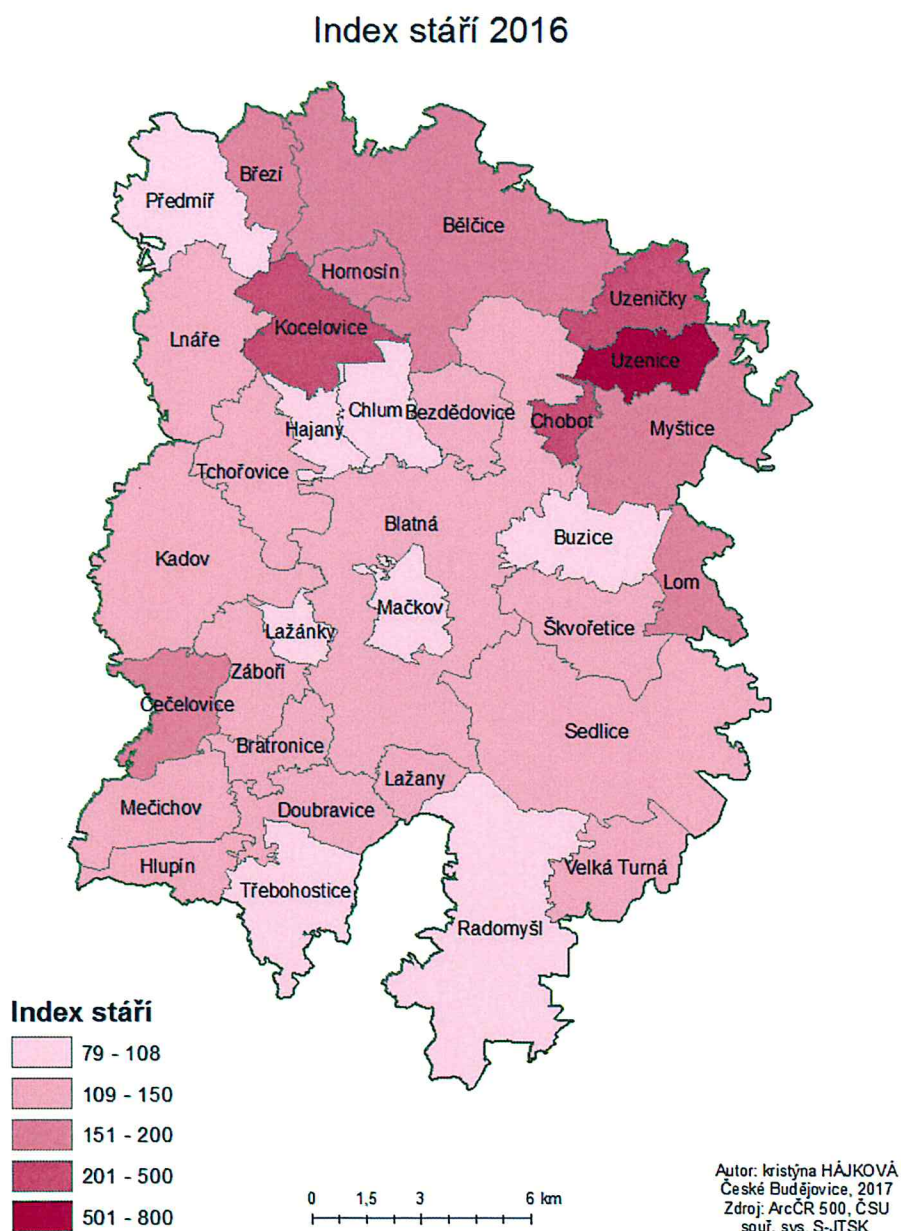 Index stáří 2016
Březí
Předmíř
Bělčice
Hornosín
Uzeničky
Kocelovice
Lnáře
Uzenice
Chlum
Bezdědovice
Hajany
Chobot
Myštice
Tchořovice
Blatná
Buzice
Kadov
Lom
Mačkov
Lažánky
Škvořetice
Záboří
Čečelovice
Sedlice
Bratronice
Lažany
Mečichov
Doubravice
Hlupín
Velká Turná
Třebohostice
Radomyšl
Index stáří
79 - 108
109 - 150
151 - 200
201 - 500
501 - 800
0 1,5 3 6 km
Autor: kristýna HÁJKOVÁ
České Budějovice, 2017
Zdroj: ArcČR 500, ČSU
souř. sys. S-JTSK